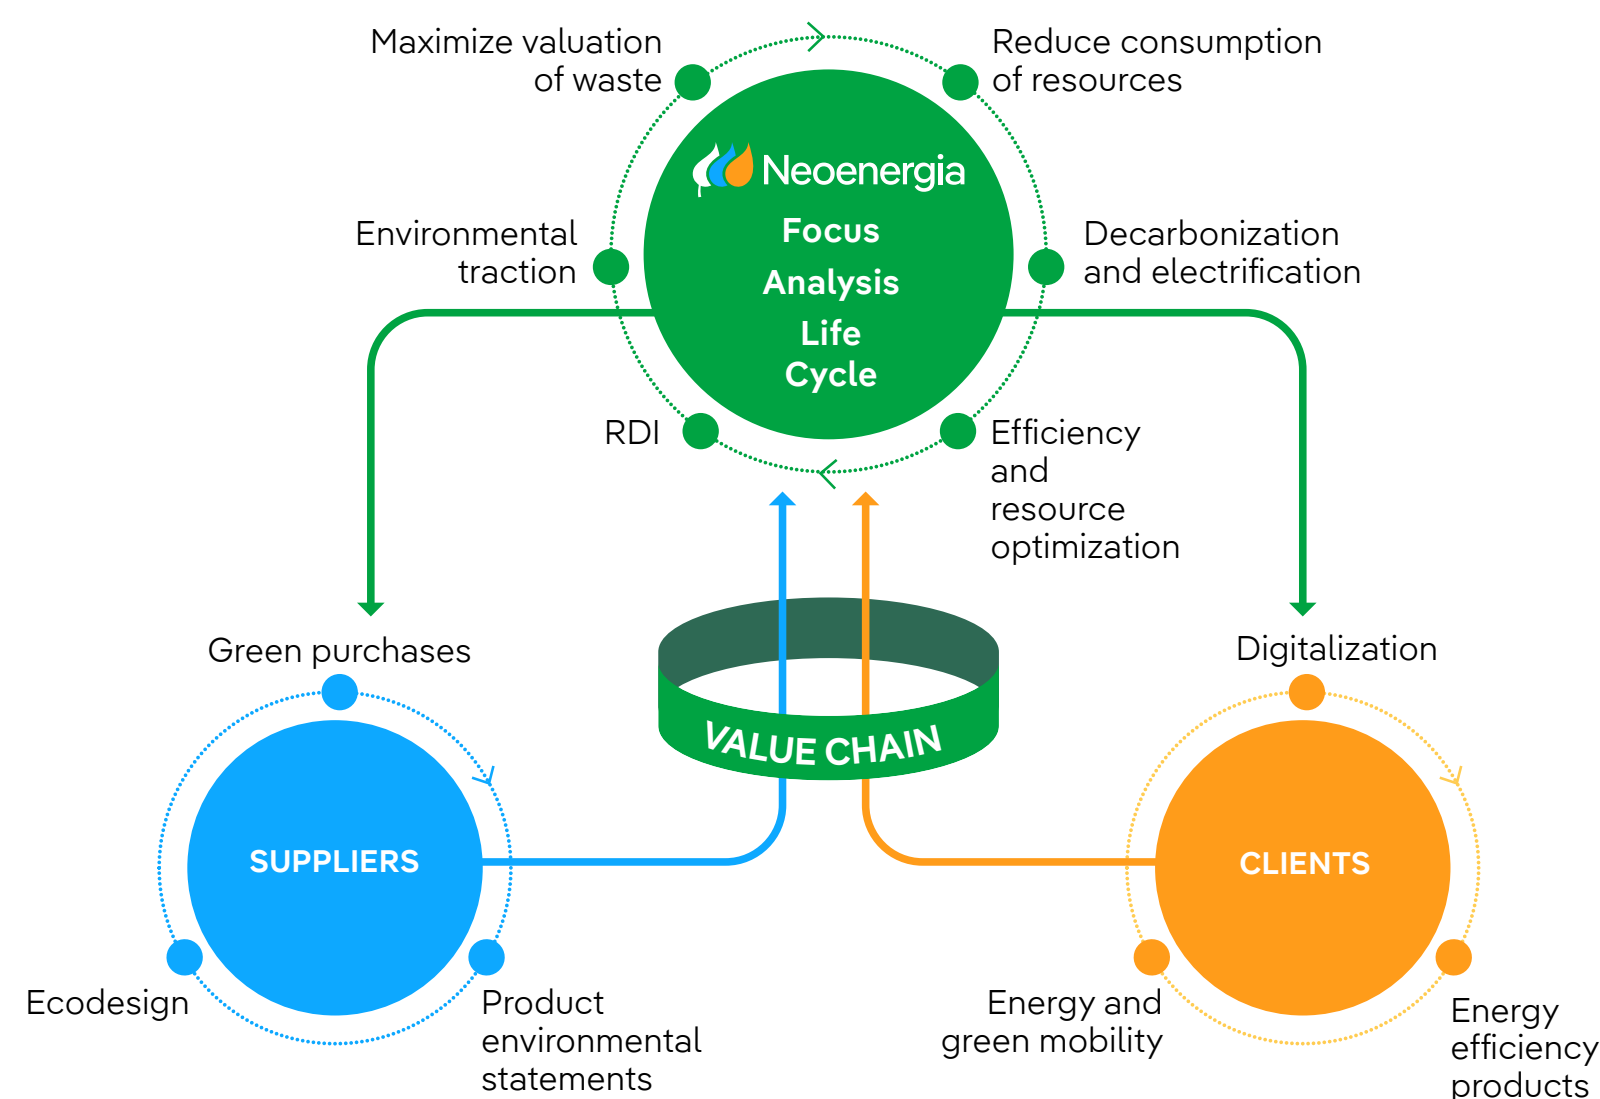 Maximize valuation
of waste
Reduce consumption
of resources
Neoenergia
Focus
Analysis
Life
Cycle
Environmental
traction
Decarbonization
and electrification
RDI
Efficiency
and
resource
optimization
Green purchases
Digitalization
VALUE CHAIN
SUPPLIERS
CLIENTS
Ecodesign
Product
environmental
statements
Energy and
green mobility
Energy
efficiency
products